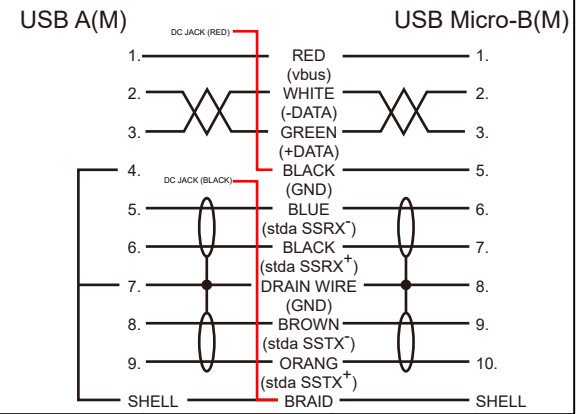 USB A(M) USB Micro-B(M)
DC JACK (RED)
1. RED 1.
(vbus)
2. WHITE 2.
(-DATA)
3. GREEN 3.
(+DATA)
4. BLACK 5.
DC JACK (BLACK)
(GND)
5. BLUE 6.
(stda SSRX-)
6. BLACK 7.
(stda SSRX+)
7. DRAIN WIRE 8.
(GND)
8. BROWN 9.
(stda SSTX-)
9. ORANG 10.
(stda SSTX+)
SHELL BRAID SHELL